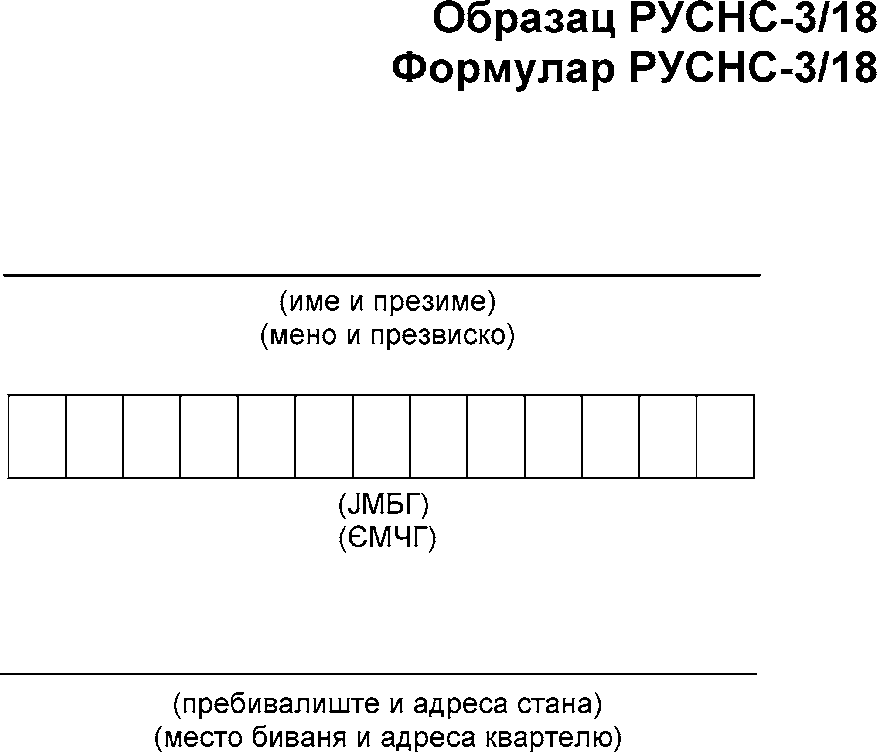 Образац РУСНС-3/18
Формулар РУСНС-3/18
(име и презиме)
(мено и презвиско)
(ЈМБГ)
(ЄМЧГ)
(пребивалиште и адреса стана)
(место биваня и адреса квартелю)